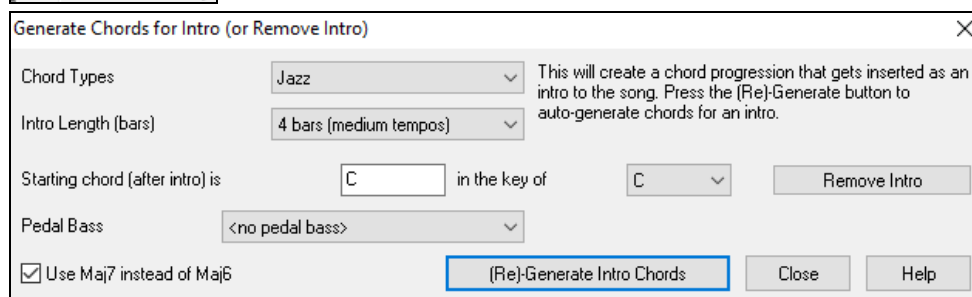 Generate Chords for Intro (or Remove Intro)
Chord Types
Jazz
This will create a chord progression that gets inserted as an
intro to the song. Press the (Re)-Generate button to
auto-generate chords for an intro.
Intro Length (bars)
4 bars (medium tempos)
Starting chord (after intro) is
C
in the key of
C
Remove Intro
Pedal Bass
<no pedal bass>
Use Maj7 instead of Maj6
(Re)-Generate Intro Chords
Close
Help